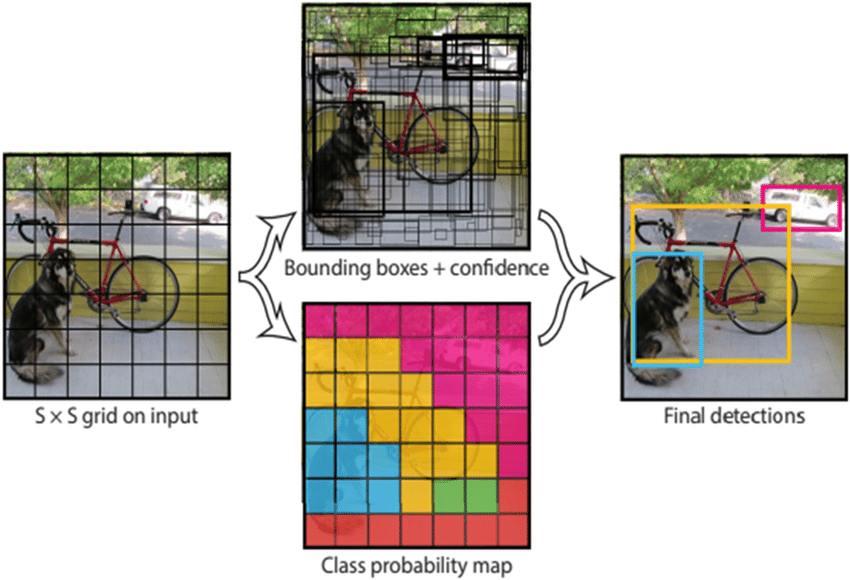 Bounding boxes + confidence
S × S grid on input
Final detections
Class probability map